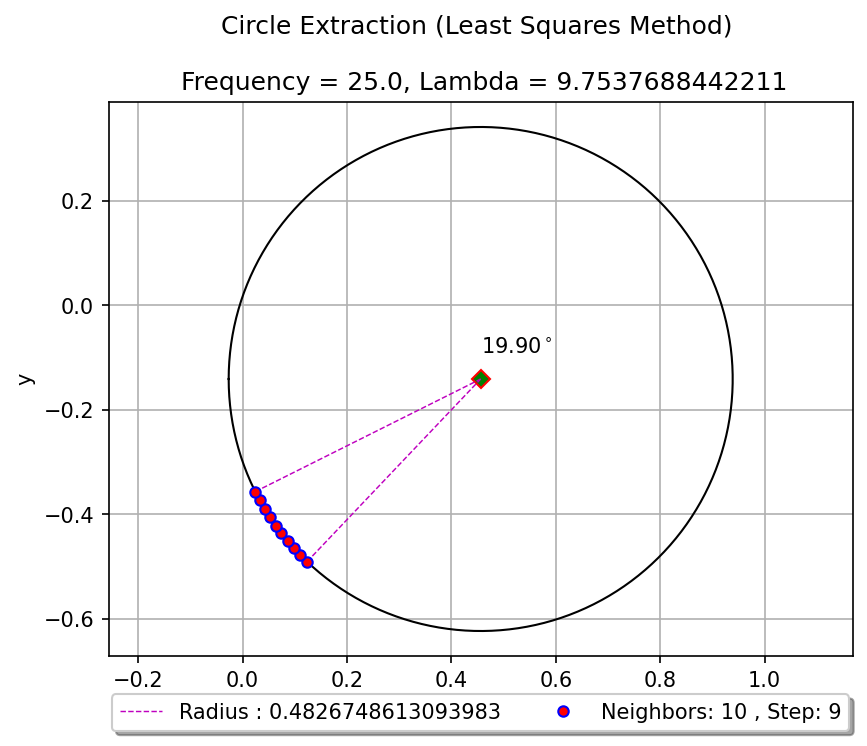 Circle Extraction (Least Squares Method)
Frequency = 25.0, Lambda = 9.7537688442211
0.2
0.0
−0.2
−0.4
−0.6
y
19.90°
−0.2
0.0
0.2
0.4
0.6
0.8
1.0
Radius : 0.4826748613093983
Neighbors: 10 , Step: 9